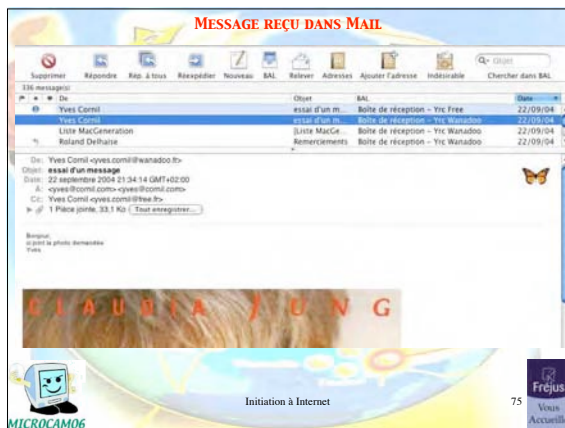 MESSAGE REÇU DANS MAIL
Supprimer Répondre Rép. à tous Réexpédier Nouveau BAL Relever Adresses Ajouter l'adresse Indésirable Chercher dans BAL
Q▾ Objet
336 message(s)
De Objet BAL Date
Yves Cornil essai d'un m... Boîte de réception – Yrc Free 22/09/04
Yves Cornil essai d'un m... Boîte de réception – Yrc Wanadoo 22/09/04
Liste MacGeneration [Liste MacGe... Boîte de réception – Yrc Wanadoo 22/09/04
Roland Delhaise Remerciements Boîte de réception – Yrc Wanadoo 22/09/04
De: Yves Cornil <yves.cornil@wanadoo.fr>
Objet: essai d'un message
Date: 22 septembre 2004 21:34:14 GMT+02:00
À: <yves@cornil.com> <yves@cornil.com>
Cc: Yves Cornil <yves.cornil@free.fr>
1 Pièce jointe, 33,1 Ko Tout enregistrer...
Bonjour,
ci joint la photo demandée
Yves
CLAUDIA JUNG
MICROCAM06
Initiation à Internet
75
Fréjus
Vous
Accueille